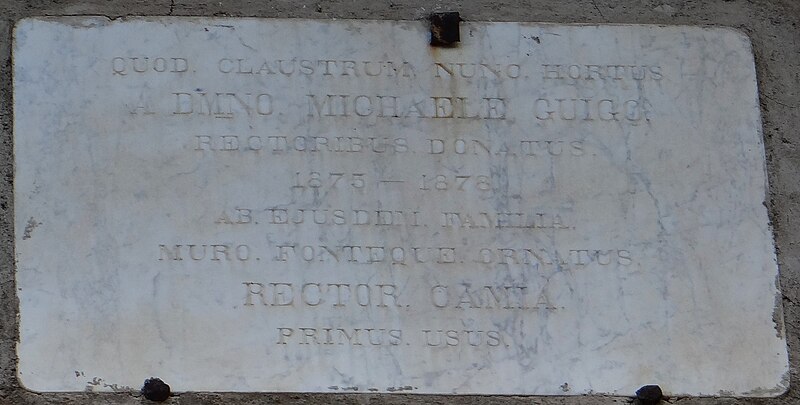 QUOD. CLAUSTRUM, NUNC. HORTUS
A DMNO. MICHAELE GUIGO.
RECTORIBUS. DONATUS.
1875 — 1878
AB. EJUSDEM. FAMILIA.
MURO. FONTEQUE. ORNATUS.
RECTOR. CAMIA.
PRIMUS. USUS.